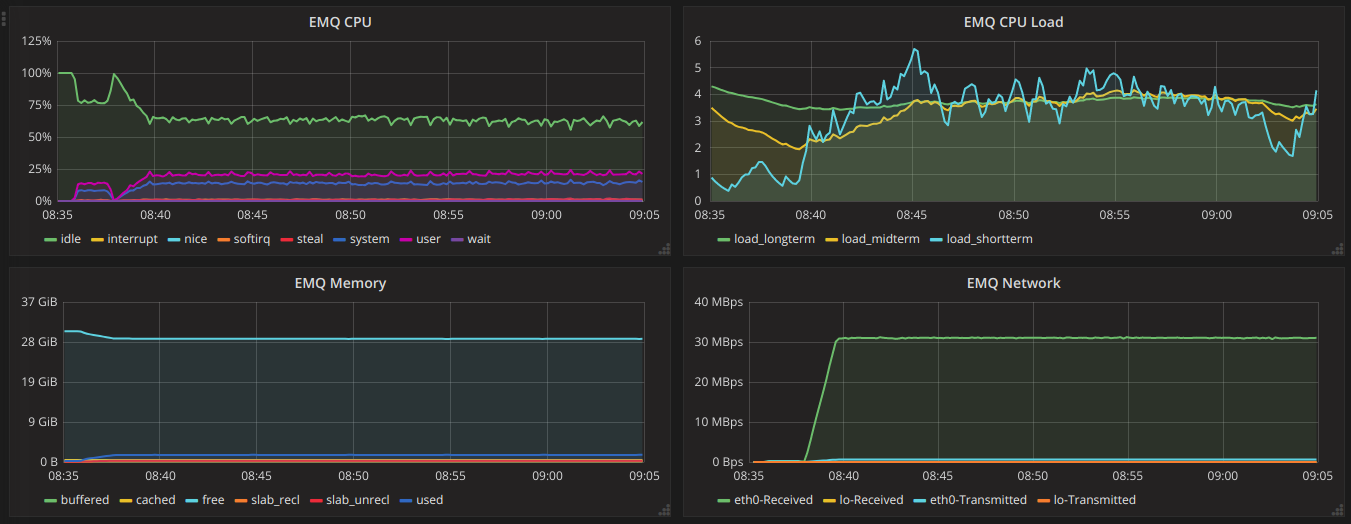 EMQ CPU
125%
100%
75%
50%
25%
0%
08:35 08:40 08:45 08:50 08:55 09:00 09:05
idle interrupt nice softirq steal system user wait
EMQ CPU Load
6
5
4
3
2
1
0
08:35 08:40 08:45 08:50 08:55 09:00 09:05
load_longterm load_midterm load_shortterm
EMQ Memory
37 GiB
28 GiB
19 GiB
9 GiB
0 B
08:35 08:40 08:45 08:50 08:55 09:00 09:05
buffered cached free slab_recl slab_unrecl used
EMQ Network
40 MBps
30 MBps
20 MBps
10 MBps
0 Bps
08:35 08:40 08:45 08:50 08:55 09:00 09:05
eth0-Received lo-Received eth0-Transmitted lo-Transmitted